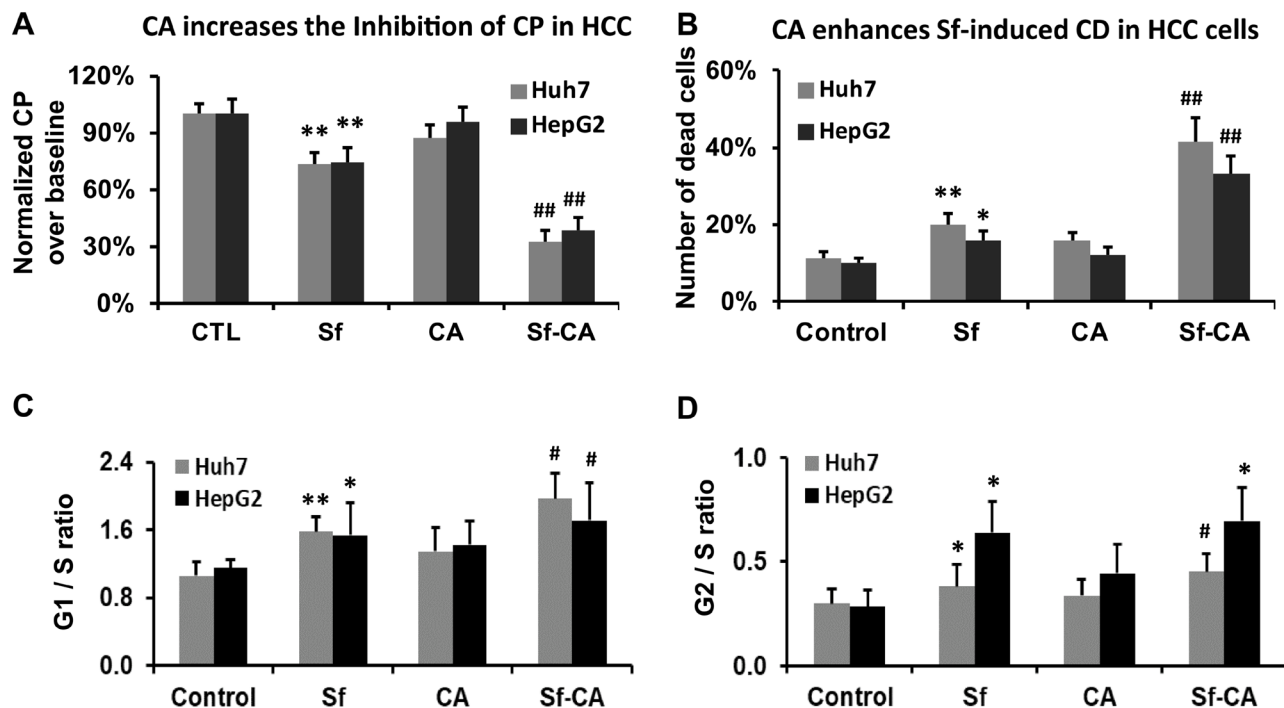 A
CA increases the Inhibition of CP in HCC
Normalized CP
over baseline
120%
90%
60%
30%
0%
Huh7
HepG2
** **
## ##
CTL Sf CA Sf-CA
B
CA enhances Sf-induced CD in HCC cells
Number of dead cells
60%
40%
20%
0%
Huh7
HepG2
** *
## ##
Control Sf CA Sf-CA
C
G1 / S ratio
2.4
1.6
0.8
0.0
Huh7
HepG2
** *
# #
Control Sf CA Sf-CA
D
G2 / S ratio
1.0
0.5
0.0
Huh7
HepG2
* *
# *
Control Sf CA Sf-CA